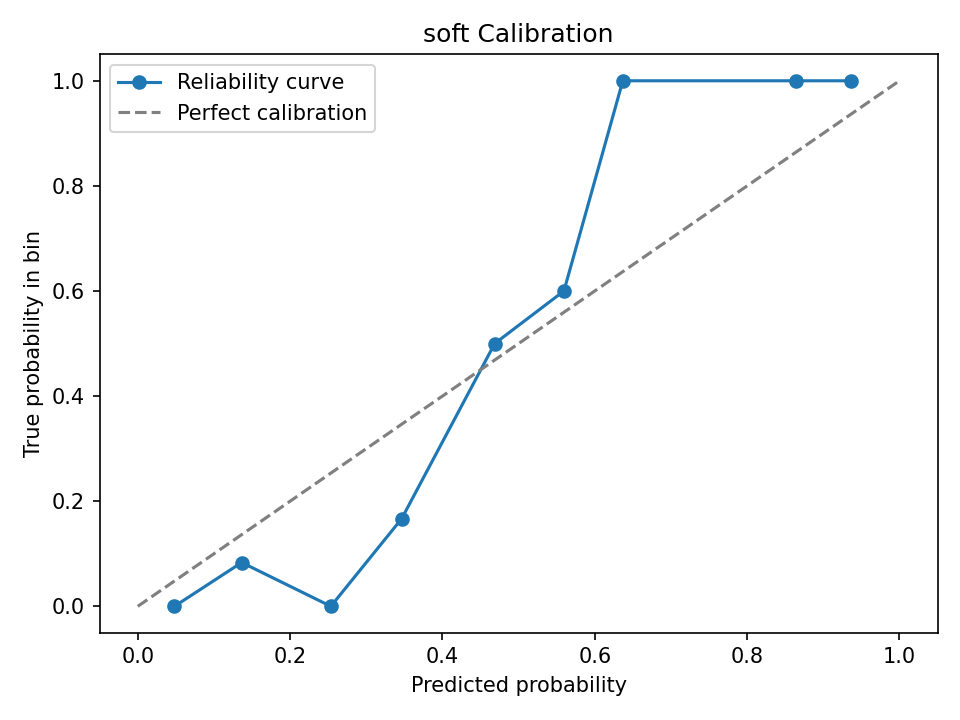 soft Calibration
Reliability curve
Perfect calibration
1.0
0.8
0.6
0.4
0.2
0.0
True probability in bin
0.0 0.2 0.4 0.6 0.8 1.0
Predicted probability